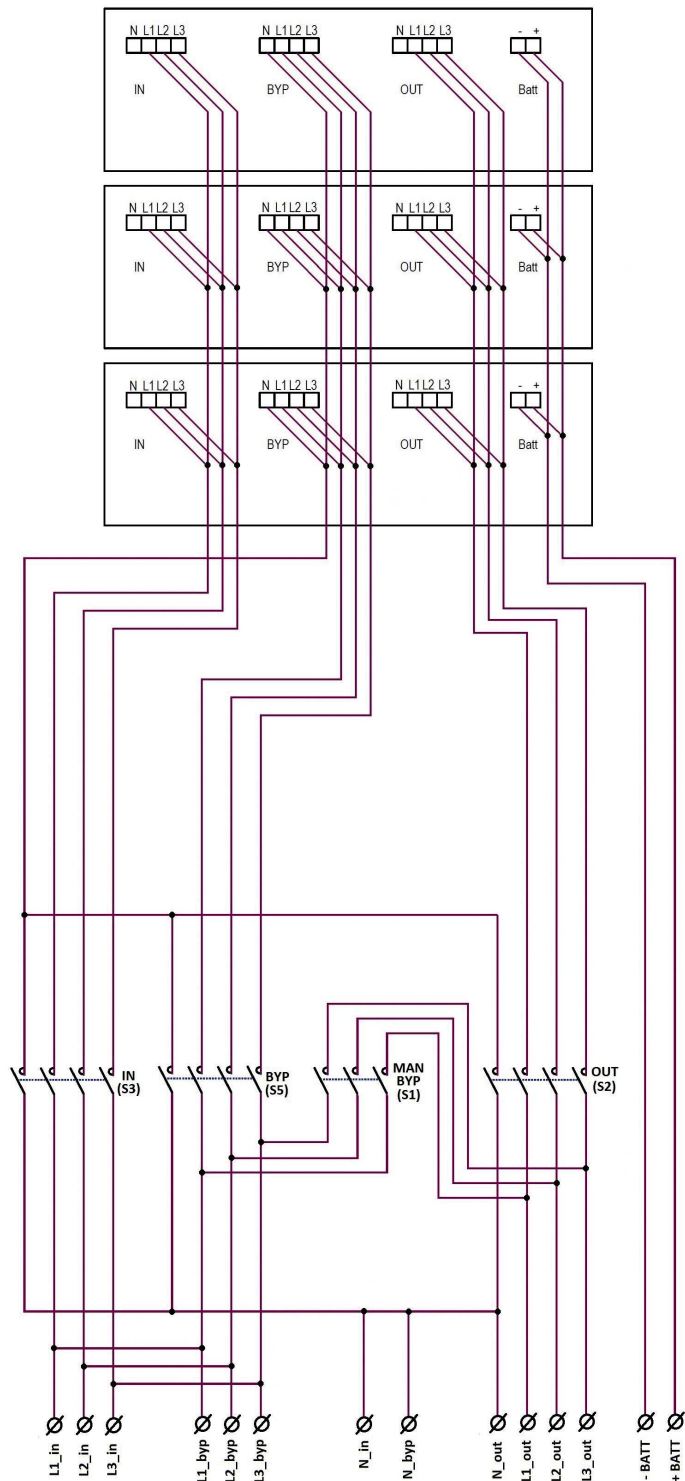 N L1 L2 L3 N L1 L2 L3 N L1 L2 L3 - +
IN BYP OUT Batt
N L1 L2 L3 N L1 L2 L3 N L1 L2 L3 - +
IN BYP OUT Batt
N L1 L2 L3 N L1 L2 L3 N L1 L2 L3 - +
IN BYP OUT Batt
IN
(S3)
BYP
(S5)
MAN
BYP
(S1)
OUT
(S2)
L1_in
L2_in
L3_in
L1_byp
L2_byp
L3_byp
N_in
N_byp
N_out
L1_out
L2_out
L3_out
- BATT
+ BATT